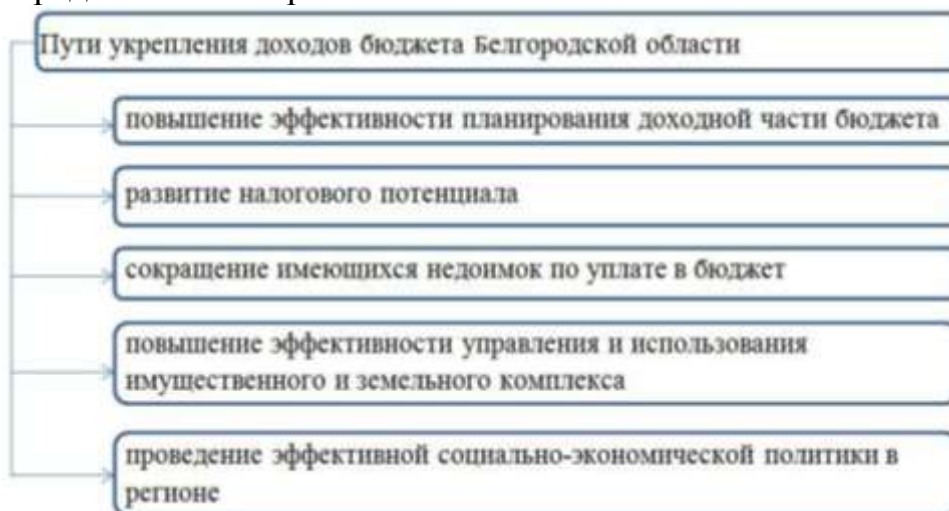 Пути укрепления доходов бюджета Белгородской области
повышение эффективности планирования доходной части бюджета
развитие налогового потенциала
сокращение имеющихся недоимок по уплате в бюджет
повышение эффективности управления и использования
имущественного и земельного комплекса
проведение эффективной социально-экономической политики в
регионе